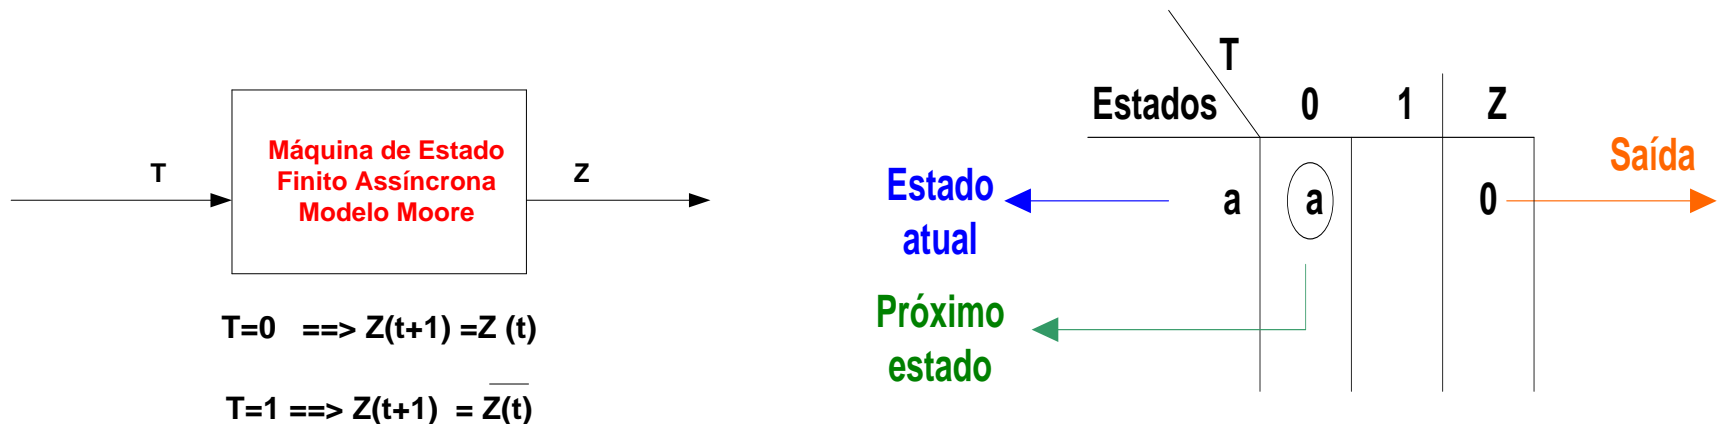 T
Máquina de Estado
Finito Assíncrona
Modelo Moore
Z
T=0 ==> Z(t+1) =Z (t)
T=1 ==> Z(t+1) = Z̅(̅t̅)̅
T
Estados 0 1 Z
a a 0
Saída
Estado
atual
Próximo
estado